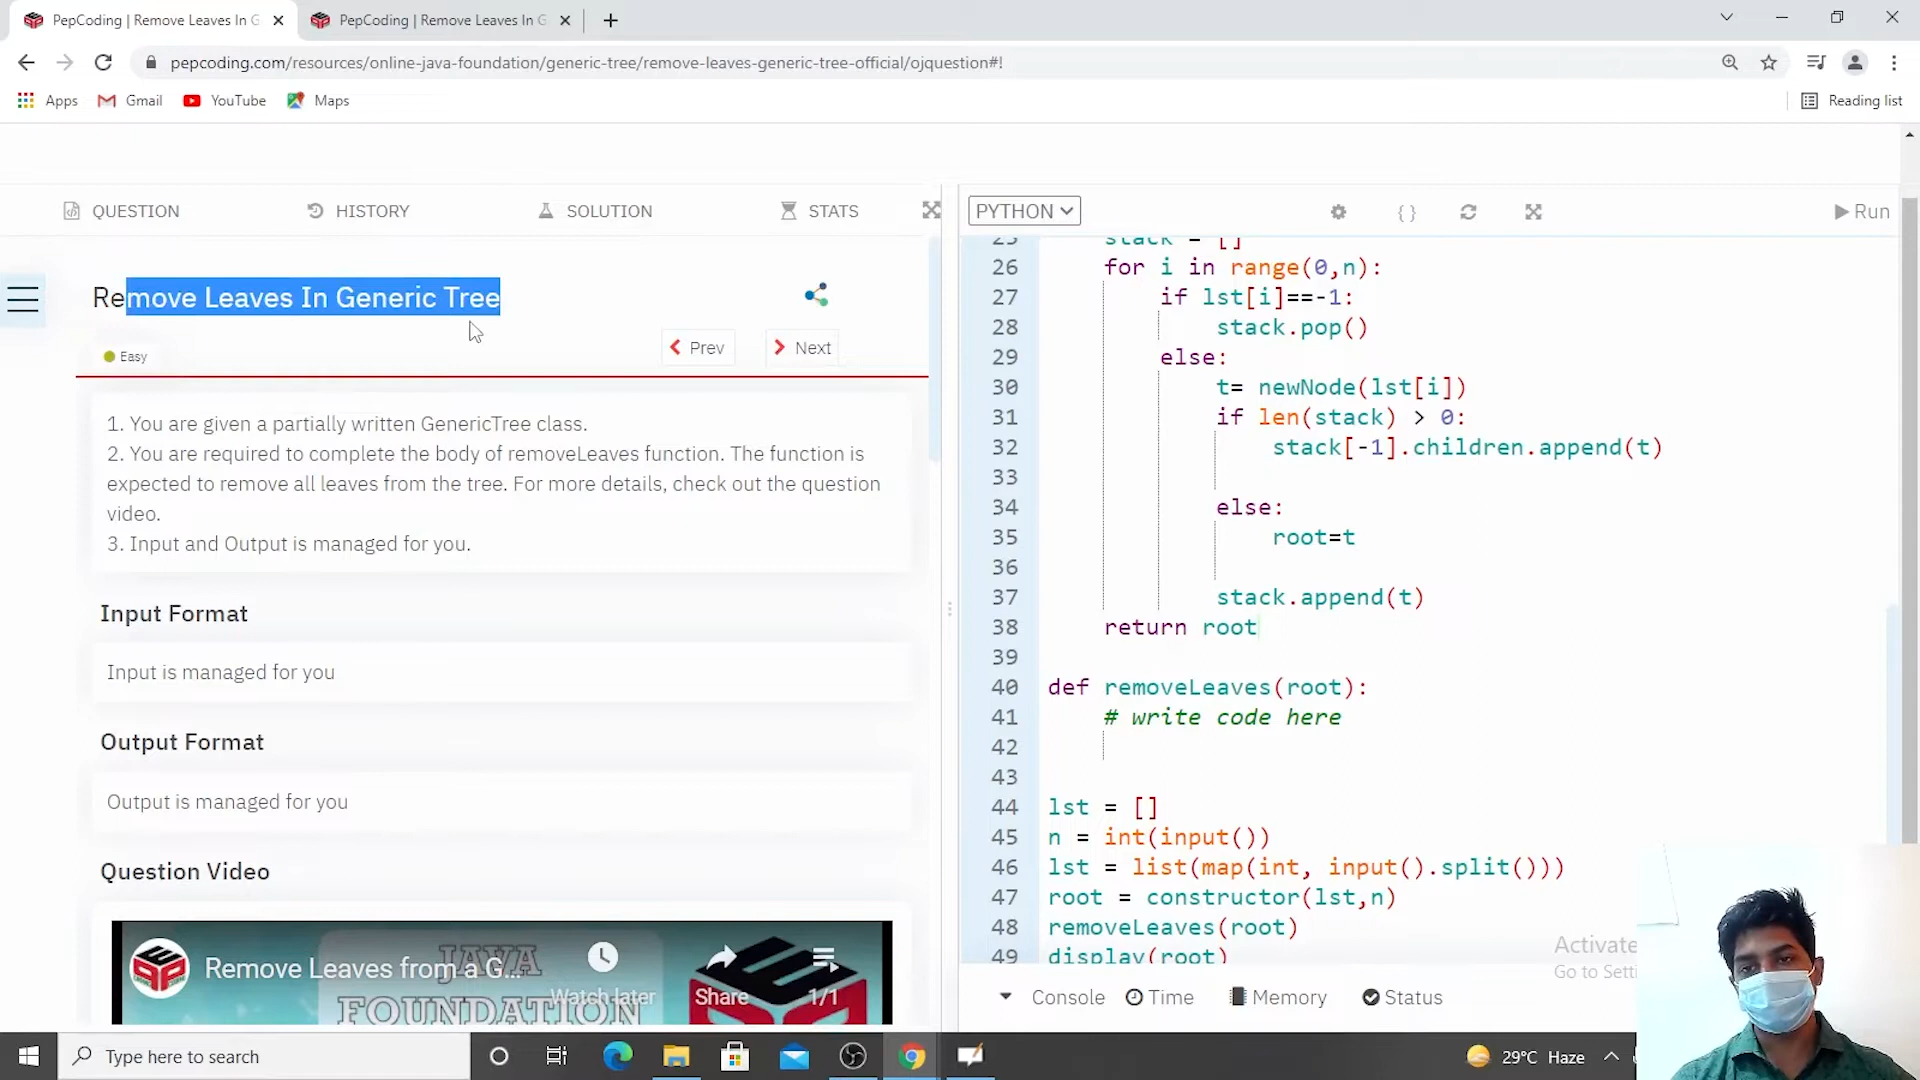 PepCoding | Remove Leaves In G
PepCoding | Remove Leaves In G
pepcoding.com/resources/online-java-foundation/generic-tree/remove-leaves-generic-tree-official/ojquestion#!
Apps
Gmail
YouTube
Maps
Reading list
QUESTION
HISTORY
SOLUTION
STATS
Remove Leaves In Generic Tree
Easy
Prev
Next
1. You are given a partially written GenericTree class.
2. You are required to complete the body of removeLeaves function. The function is
expected to remove all leaves from the tree. For more details, check out the question
video.
3. Input and Output is managed for you.
Input Format
Input is managed for you
Output Format
Output is managed for you
Question Video
Remove Leaves from a G...
JAVA
FOUNDATION
Watch later
Share
1/1
PYTHON
{ }
Run
25 stack = []
26 for i in range(0,n):
27 if lst[i]==-1:
28 stack.pop()
29 else:
30 t= newNode(lst[i])
31 if len(stack) > 0:
32 stack[-1].children.append(t)
33
34 else:
35 root=t
36
37 stack.append(t)
38 return root
39
40 def removeLeaves(root):
41 # write code here
42
43
44 lst = []
45 n = int(input())
46 lst = list(map(int, input().split()))
47 root = constructor(lst,n)
48 removeLeaves(root)
49 display(root)
Activate
Go to Setti
Console
Time
Memory
Status
Type here to search
29°C Haze